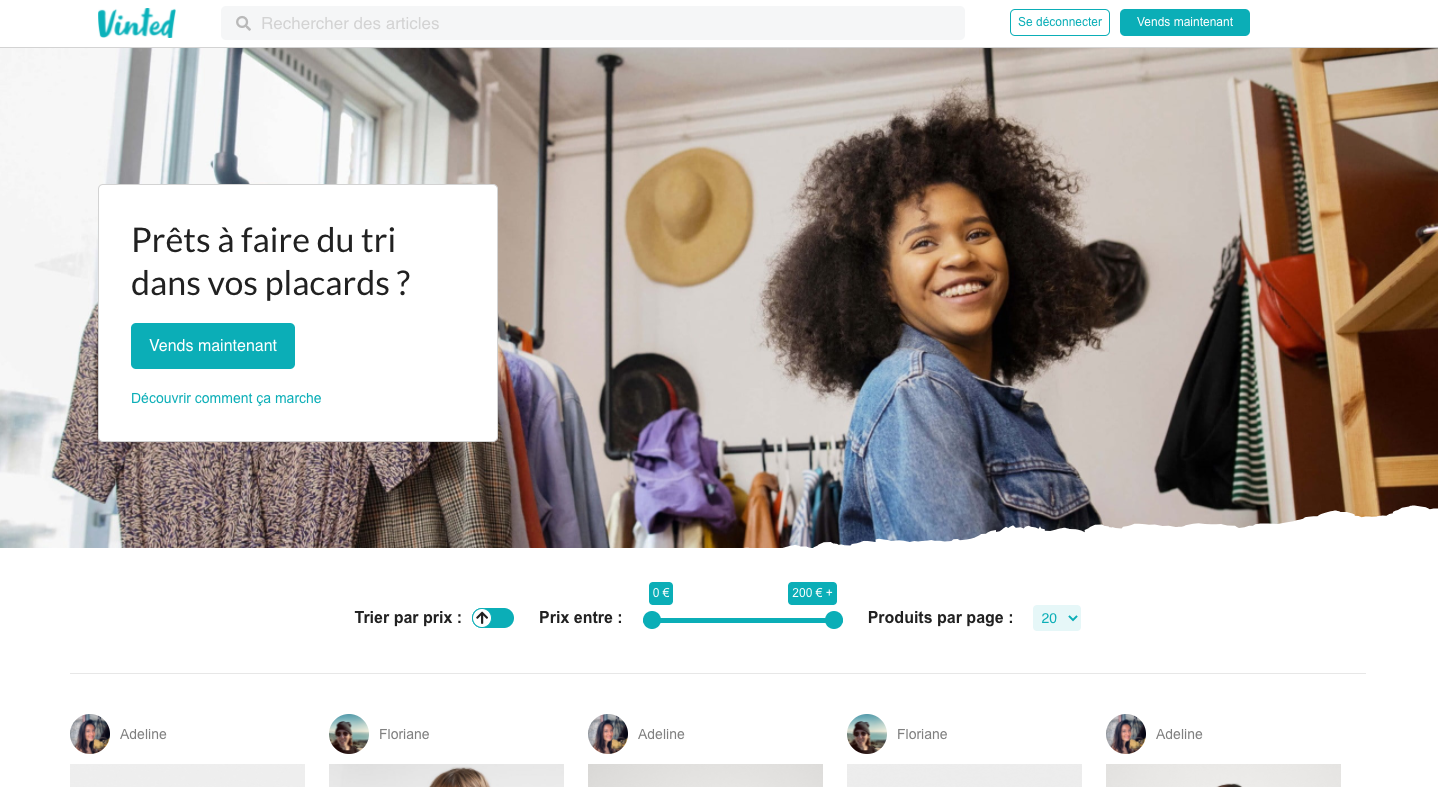 Vinted
Rechercher des articles
Se déconnecter
Vends maintenant
Prêts à faire du tri
dans vos placards ?
Vends maintenant
Découvrir comment ça marche
0 €
200 € +
Trier par prix :
Prix entre :
Produits par page :
20
Adeline
Floriane
Adeline
Floriane
Adeline